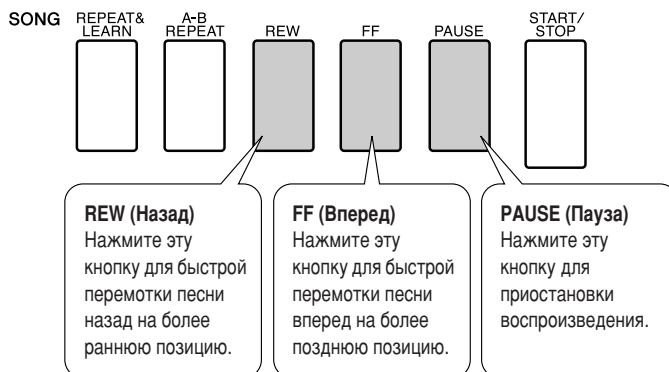 SONG REPEAT& LEARN A-B REPEAT REW FF PAUSE START/ STOP
REW (Назад)
Нажмите эту
кнопку для быстрой
перемотки песни
назад на более
раннюю позицию.
FF (Вперед)
Нажмите эту
кнопку для быстрой
перемотки песни
вперед на более
позднюю позицию.
PAUSE (Пауза)
Нажмите эту
кнопку для
приостановки
воспроизведения.